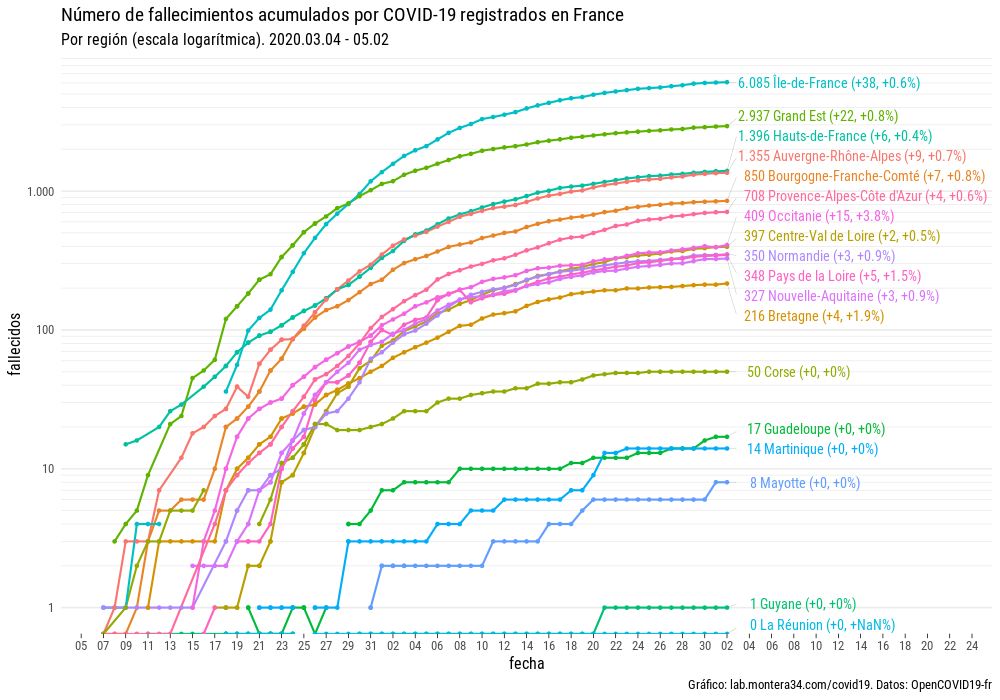 Número de fallecimientos acumulados por COVID-19 registrados en France
Por región (escala logarítmica). 2020.03.04 - 05.02
6.085 Île-de-France (+38, +0.6%)
2.937 Grand Est (+22, +0.8%)
1.396 Hauts-de-France (+6, +0.4%)
1.355 Auvergne-Rhône-Alpes (+9, +0.7%)
850 Bourgogne-Franche-Comté (+7, +0.8%)
708 Provence-Alpes-Côte d'Azur (+4, +0.6%)
409 Occitanie (+15, +3.8%)
397 Centre-Val de Loire (+2, +0.5%)
350 Normandie (+3, +0.9%)
348 Pays de la Loire (+5, +1.5%)
327 Nouvelle-Aquitaine (+3, +0.9%)
216 Bretagne (+4, +1.9%)
50 Corse (+0, +0%)
17 Guadeloupe (+0, +0%)
14 Martinique (+0, +0%)
8 Mayotte (+0, +0%)
1 Guyane (+0, +0%)
0 La Réunion (+0, +NaN%)
1.000
100
10
1
fallecidos
05 07 09 11 13 15 17 19 21 23 25 27 29 31 02 04 06 08 10 12 14 16 18 20 22 24 26 28 30 02 04 06 08 10 12 14 16 18 20 22 24
fecha
Gráfico: lab.montera34.com/covid19. Datos: OpenCOVID19-fr